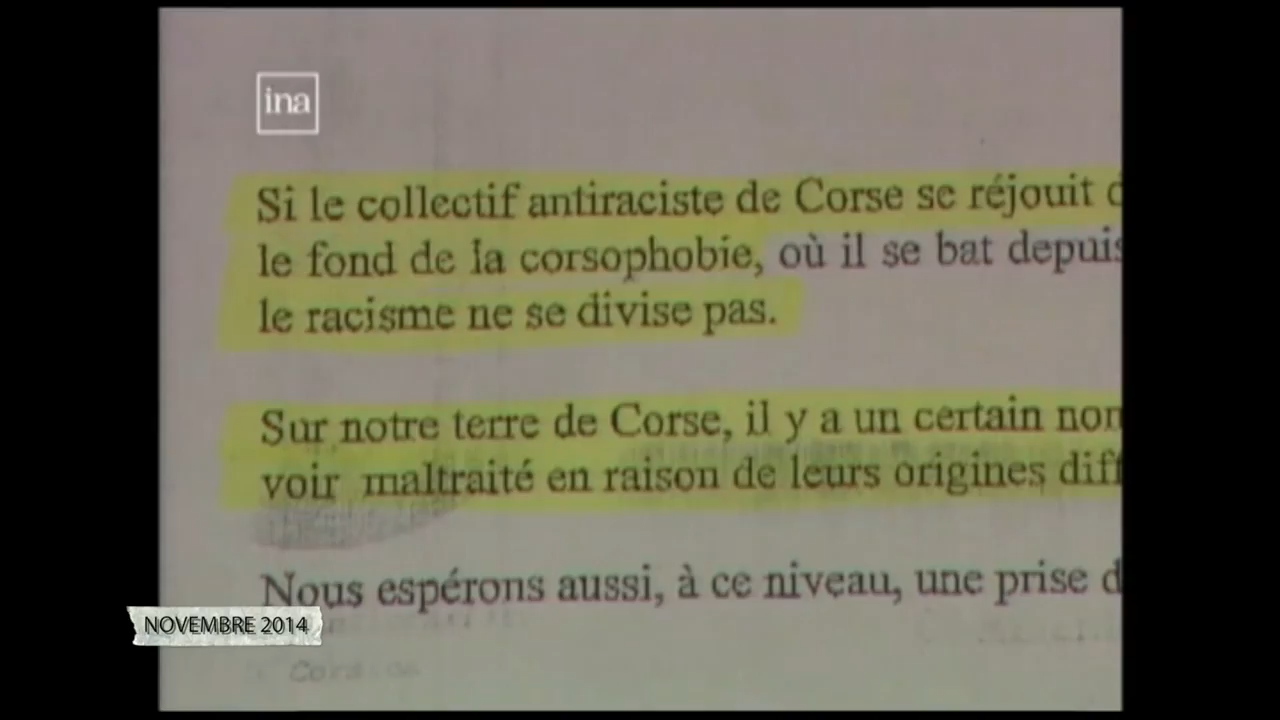 ina
Si le collectif antiraciste de Corse se réjouit
le fond de la corsophobie, où il se bat depuis
le racisme ne se divise pas.
Sur notre terre de Corse, il y a un certain
voir maltraité en raison de leurs origines
Nous espérons aussi, à ce niveau, une prise
NOVEMBRE 2014